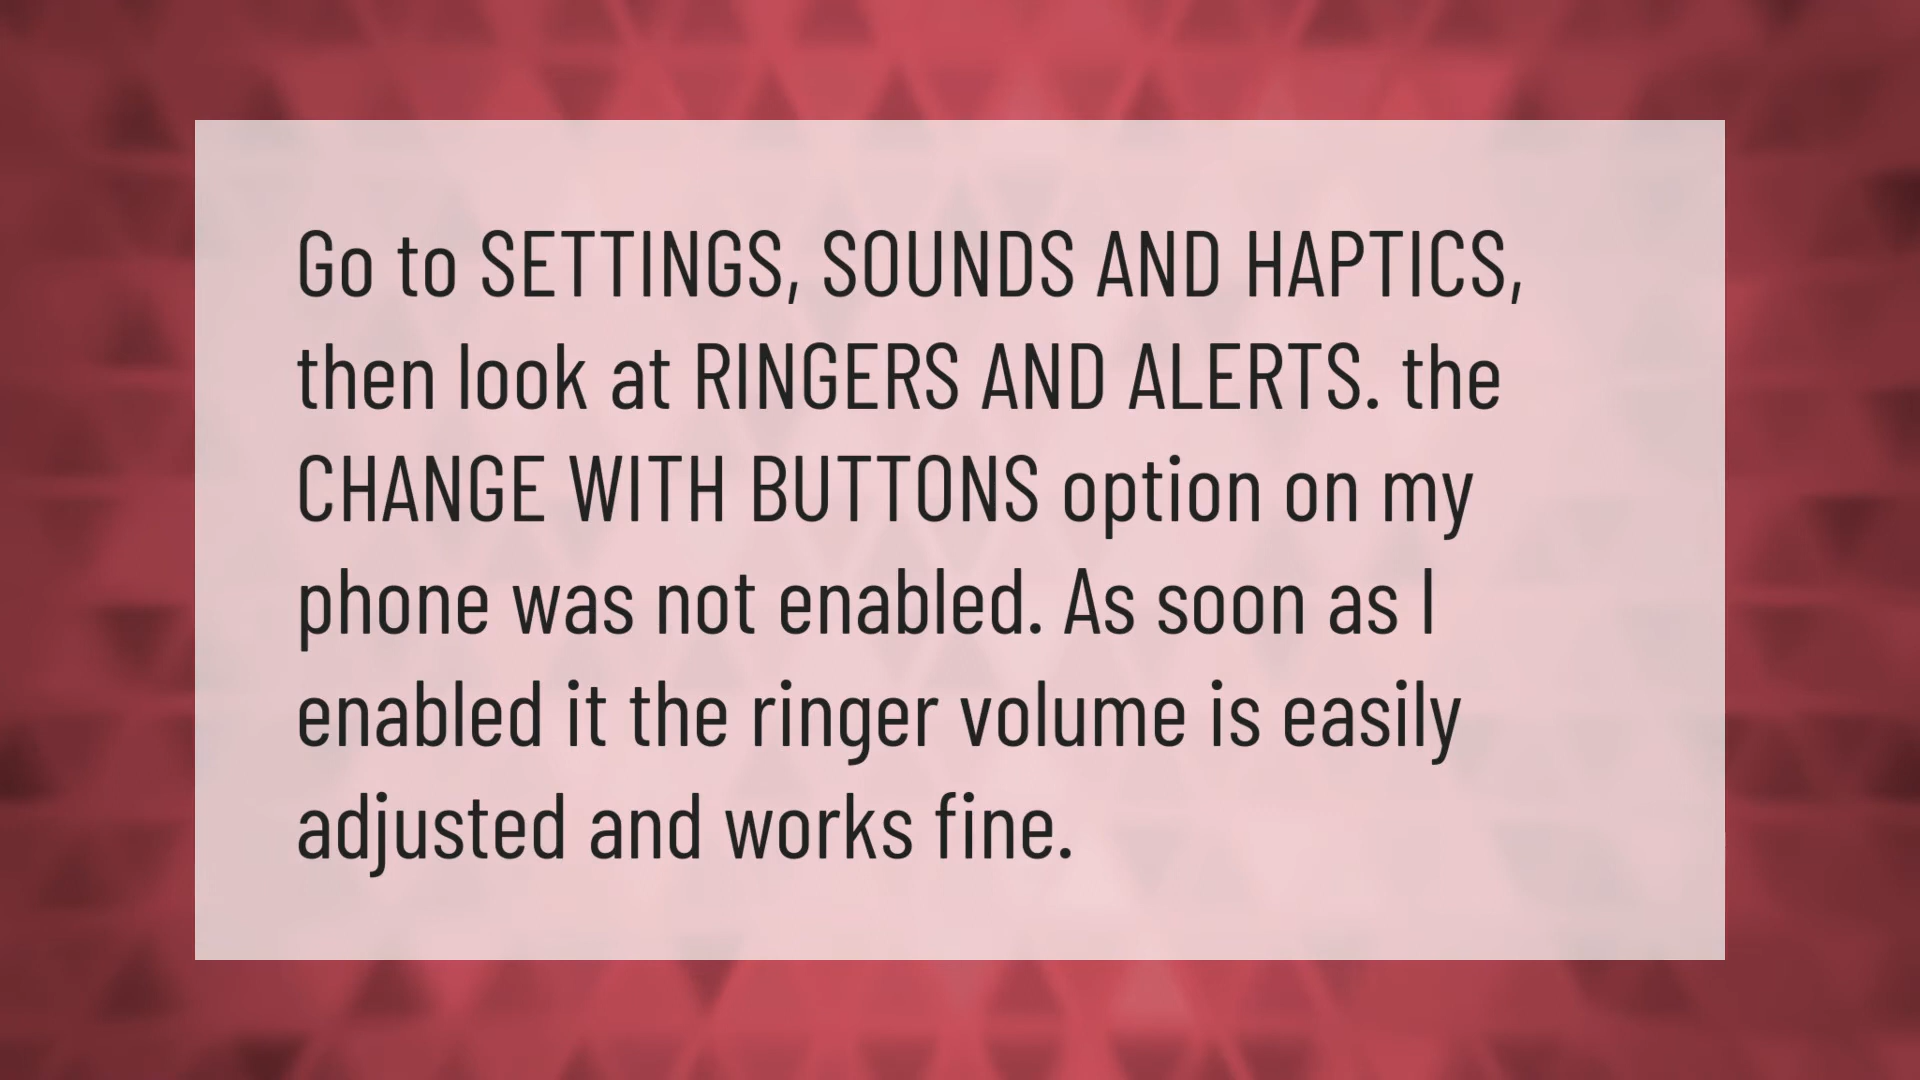 Go to SETTINGS, SOUNDS AND HAPTICS,
then look at RINGERS AND ALERTS. the
CHANGE WITH BUTTONS option on my
phone was not enabled. As soon as I
enabled it the ringer volume is easily
adjusted and works fine.